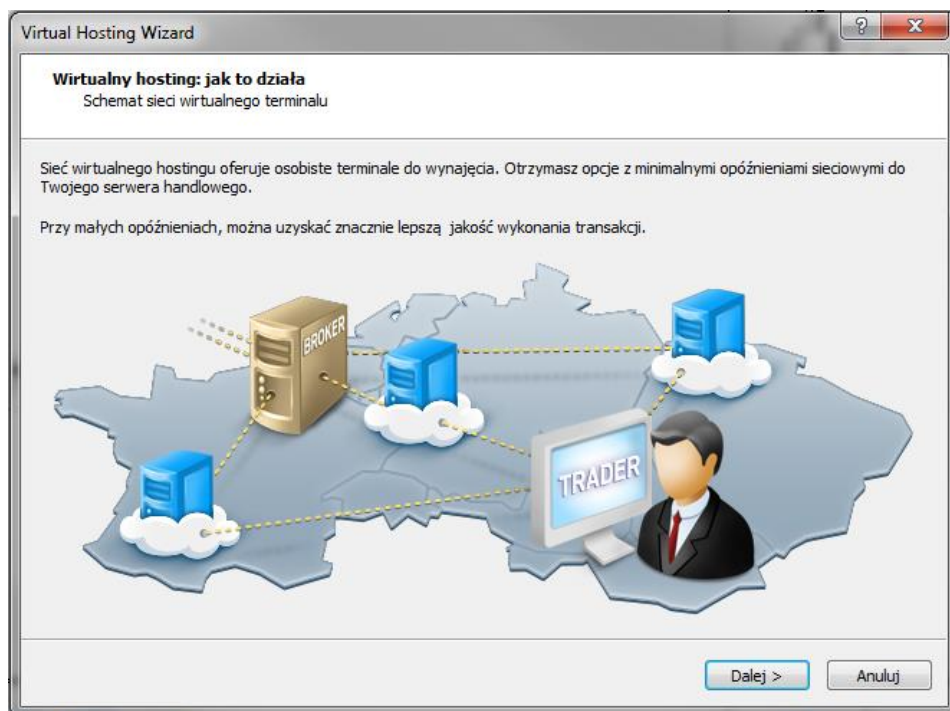 Virtual Hosting Wizard
Wirtualny hosting: jak to działa
Schemat sieci wirtualnego terminalu
Sieć wirtualnego hostingu oferuje osobiste terminale do wynajęcia. Otrzymasz opcje z minimalnymi opóźnieniami sieciowymi do
Twojego serwera handlowego.
Przy małych opóźnieniach, można uzyskać znacznie lepszą jakość wykonania transakcji.
BROKER
TRADER
Dalej >
Anuluj